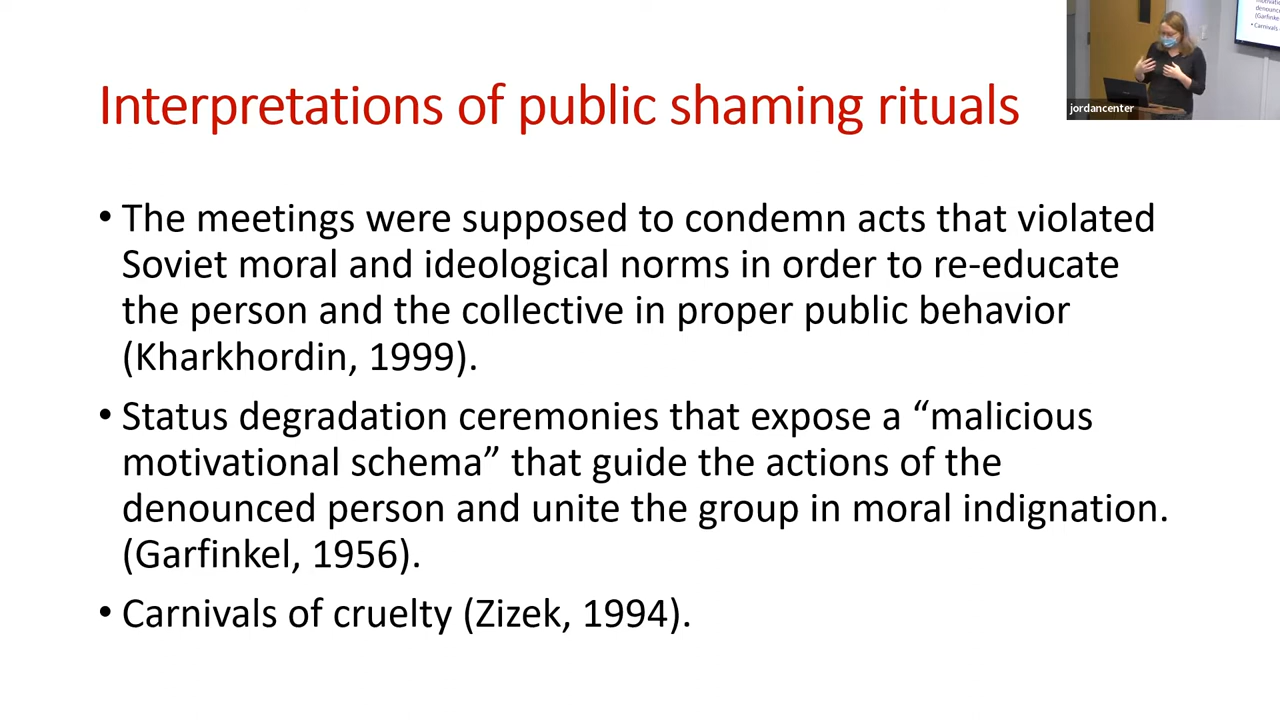 Interpretations of public shaming rituals
jordancenter
• The meetings were supposed to condemn acts that violated
Soviet moral and ideological norms in order to re-educate
the person and the collective in proper public behavior
(Kharkhordin, 1999).
• Status degradation ceremonies that expose a “malicious
motivational schema” that guide the actions of the
denounced person and unite the group in moral indignation.
(Garfinkel, 1956).
• Carnivals of cruelty (Zizek, 1994).